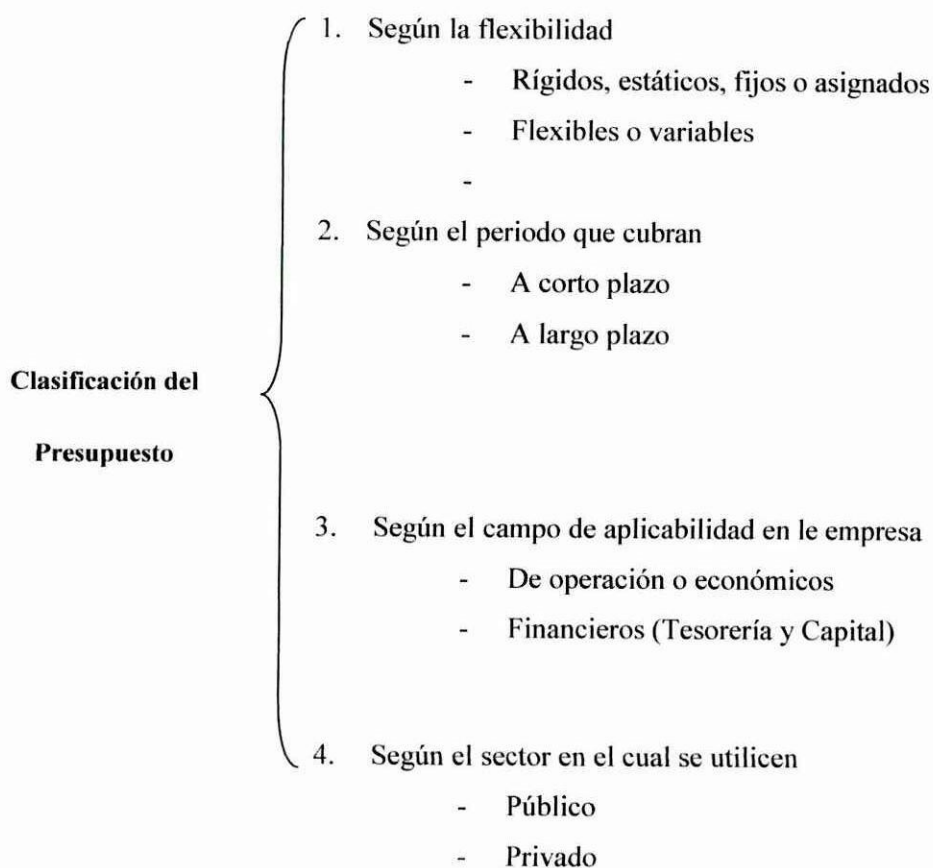 1. Según la flexibilidad
- Rígidos, estáticos, fijos o asignados
- Flexibles o variables
-
2. Según el periodo que cubran
- A corto plazo
- A largo plazo
Clasificación del
Presupuesto
3. Según el campo de aplicabilidad en le empresa
- De operación o económicos
- Financieros (Tesorería y Capital)
4. Según el sector en el cual se utilicen
- Público
- Privado